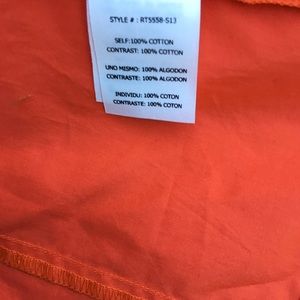 STYLE # : RT5558-S13
SELF:100% COTTON
CONTRAST: 100% COTTON
UNO MISMO: 100% ALGODON
CONTRASTE: 100% ALGODON
INDIVIDU: 100% COTON
CONTRASTE: 100% COTON